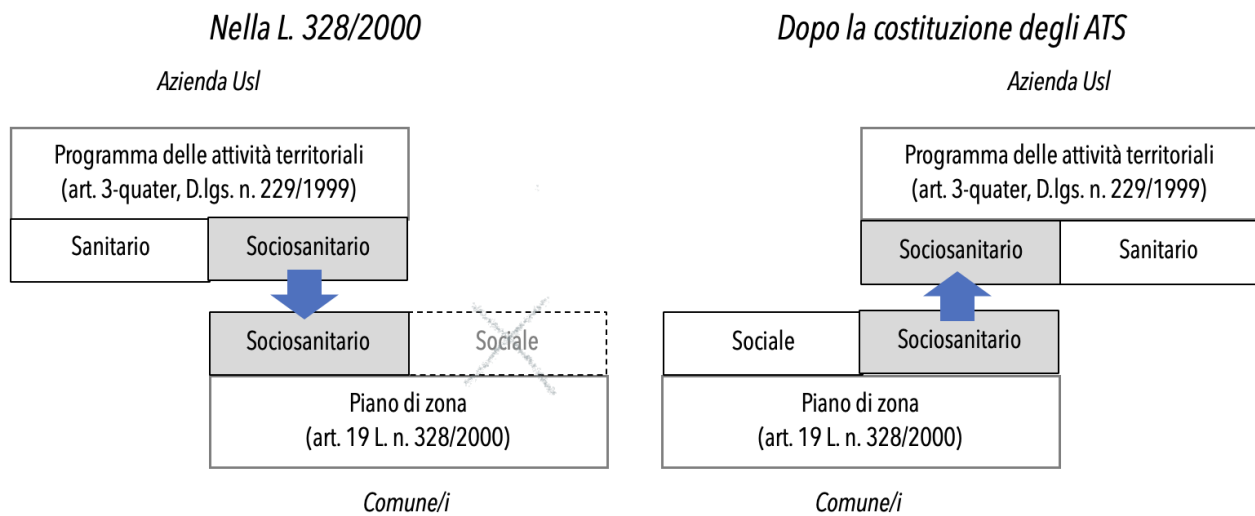 Nella L. 328/2000
Azienda Usl
Programma delle attività territoriali
(art. 3-quater, D.lgs. n. 229/1999)
Sanitario
Sociosanitario
Sociosanitario
Sociale
Piano di zona
(art. 19 L. n. 328/2000)
Comune/i
Dopo la costituzione degli ATS
Azienda Usl
Programma delle attività territoriali
(art. 3-quater, D.lgs. n. 229/1999)
Sociosanitario
Sanitario
Sociale
Sociosanitario
Piano di zona
(art. 19 L. n. 328/2000)
Comune/i